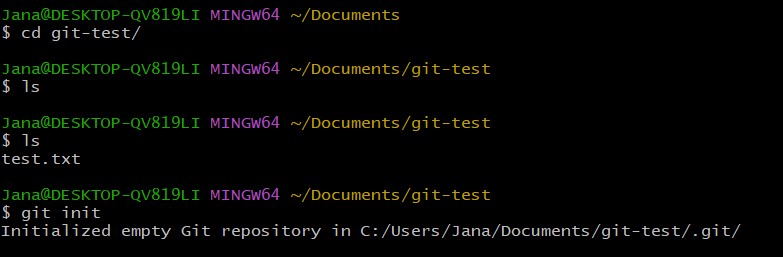 Jana@DESKTOP-QV819LI MINGW64 ~/Documents
$ cd git-test/
Jana@DESKTOP-QV819LI MINGW64 ~/Documents/git-test
$ ls
Jana@DESKTOP-QV819LI MINGW64 ~/Documents/git-test
$ ls
test.txt
Jana@DESKTOP-QV819LI MINGW64 ~/Documents/git-test
$ git init
Initialized empty Git repository in C:/Users/Jana/Documents/git-test/.git/